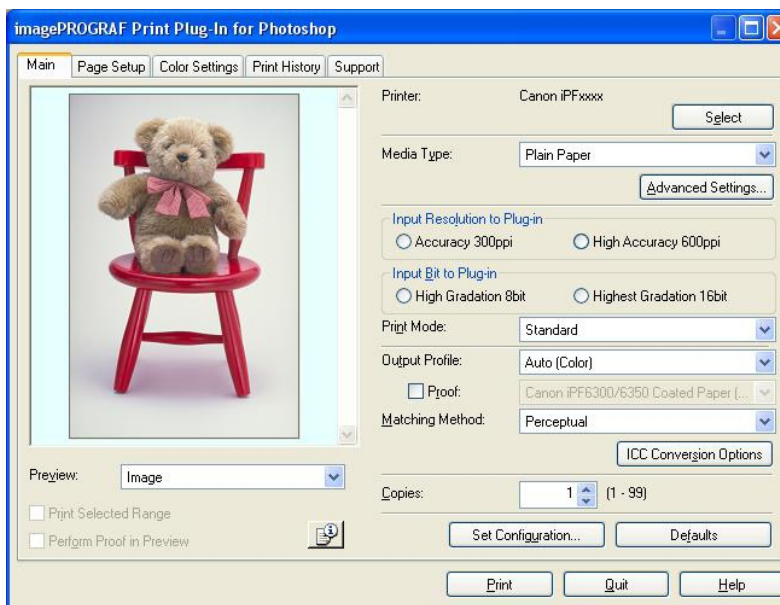 imagePROGRAF Print Plug-In for Photoshop
Main Page Setup Color Settings Print History Support
Printer: Canon iPFxxxx
Select
Media Type: Plain Paper
Advanced Settings...
Input Resolution to Plug-in
Accuracy 300ppi High Accuracy 600ppi
Input Bit to Plug-in
High Gradation 8bit Highest Gradation 16bit
Print Mode: Standard
Output Profile: Auto (Color)
Proof: Canon iPF6300/6350 Coated Paper (...
Matching Method: Perceptual
ICC Conversion Options
Preview: Image
Copies: 1 (1 - 99)
Print Selected Range
Perform Proof in Preview
Set Configuration... Defaults
Print Quit Help